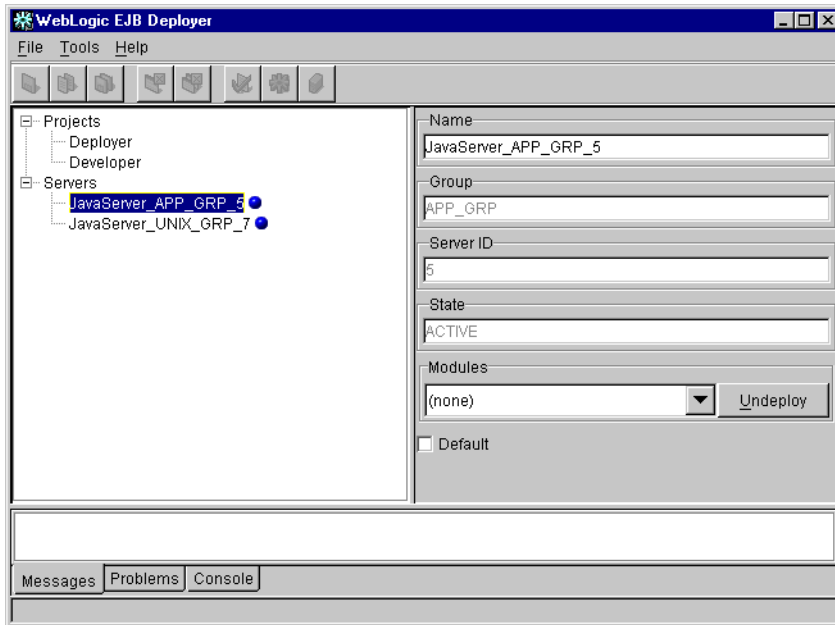 WebLogic EJB Deployer
File Tools Help
Projects
Deployer
Developer
Servers
JavaServer_APP_GRP_5
JavaServer_UNIX_GRP_7
Name
JavaServer_APP_GRP_5
Group
APP_GRP
Server ID
5
State
ACTIVE
Modules
(none) Undeploy
Default
Messages Problems Console